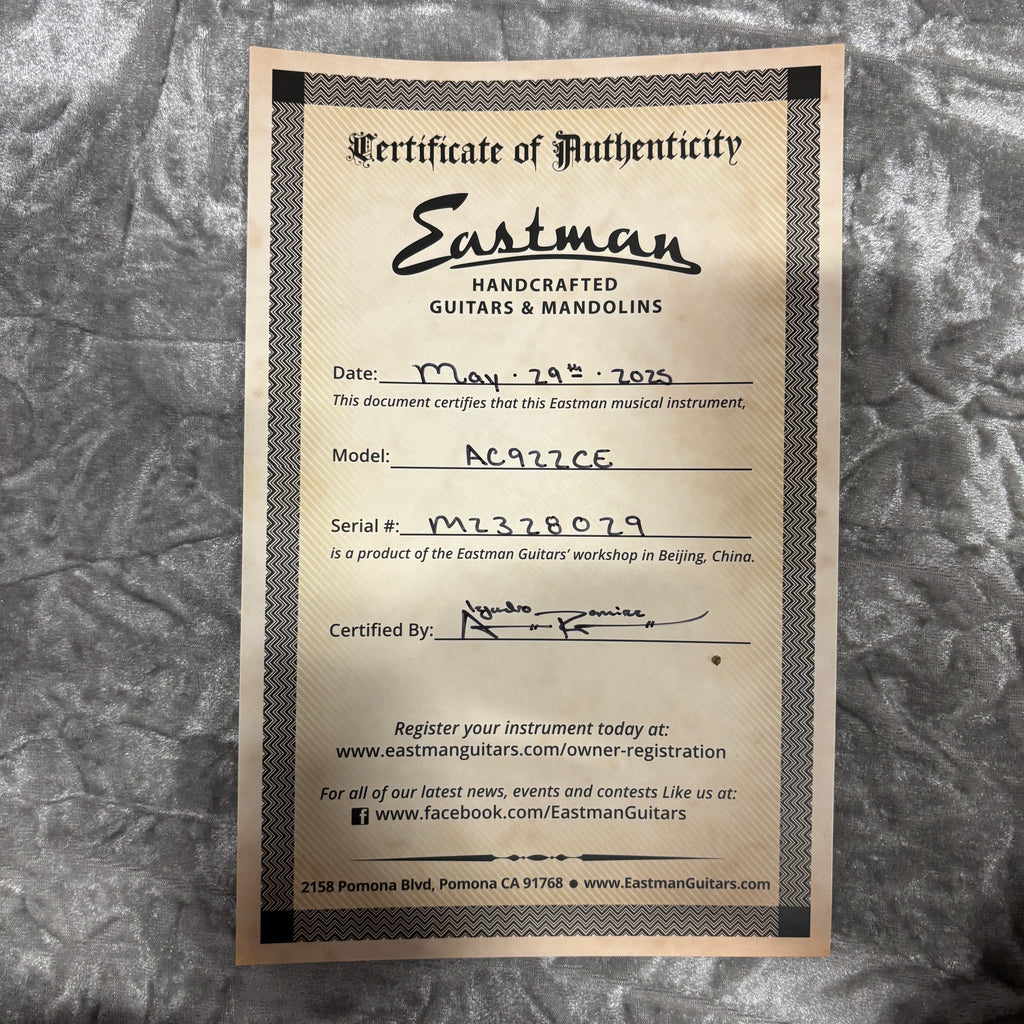 Certificate of Authenticity
Eastman
HANDCRAFTED
GUITARS & MANDOLINS
Date: May · 29th · 2025
This document certifies that this Eastman musical instrument,
Model: AC922CE
Serial #: M2328029
is a product of the Eastman Guitars' workshop in Beijing, China.
Certified By: Alejandro Ramirez
Register your instrument today at:
www.eastmanguitars.com/owner-registration
For all of our latest news, events and contests Like us at:
f www.facebook.com/EastmanGuitars
2158 Pomona Blvd, Pomona CA 91768 ● www.EastmanGuitars.com